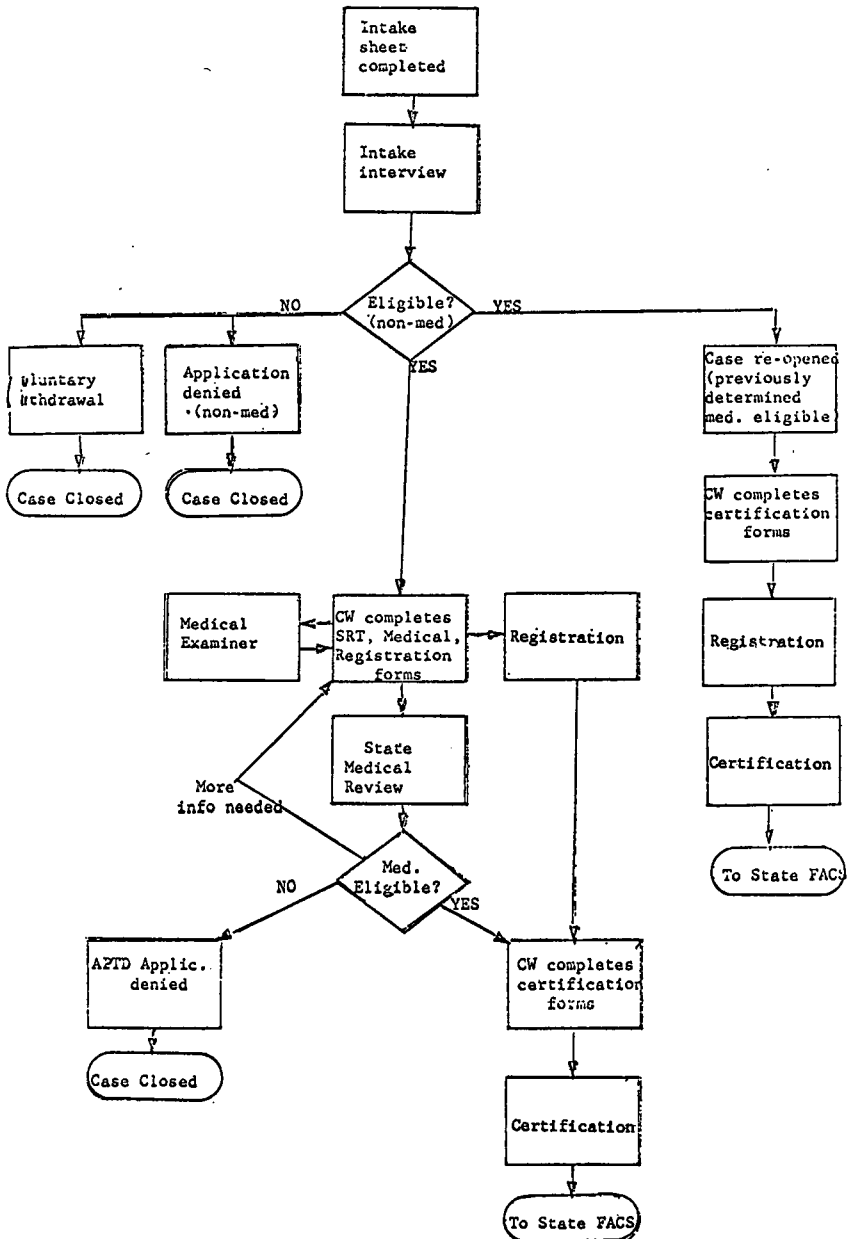 Intake
sheet
completed
Intake
interview
NO
Eligible?
(non-med)
YES
YES
Application
denied
(non-med)
Case re-opened
(previously
determined
med. eligible)
Case Closed
Case Closed
CW completes
certification
forms
Medical
Examiner
CW completes
SRT, Medical,
Registration
forms
Registration
Registration
State
Medical
Review
Certification
More
info needed
To State FACS
Med.
Eligible?
NO
YES
APTD Applic.
denied
CW completes
certification
forms
Case Closed
Certification
To State FACS